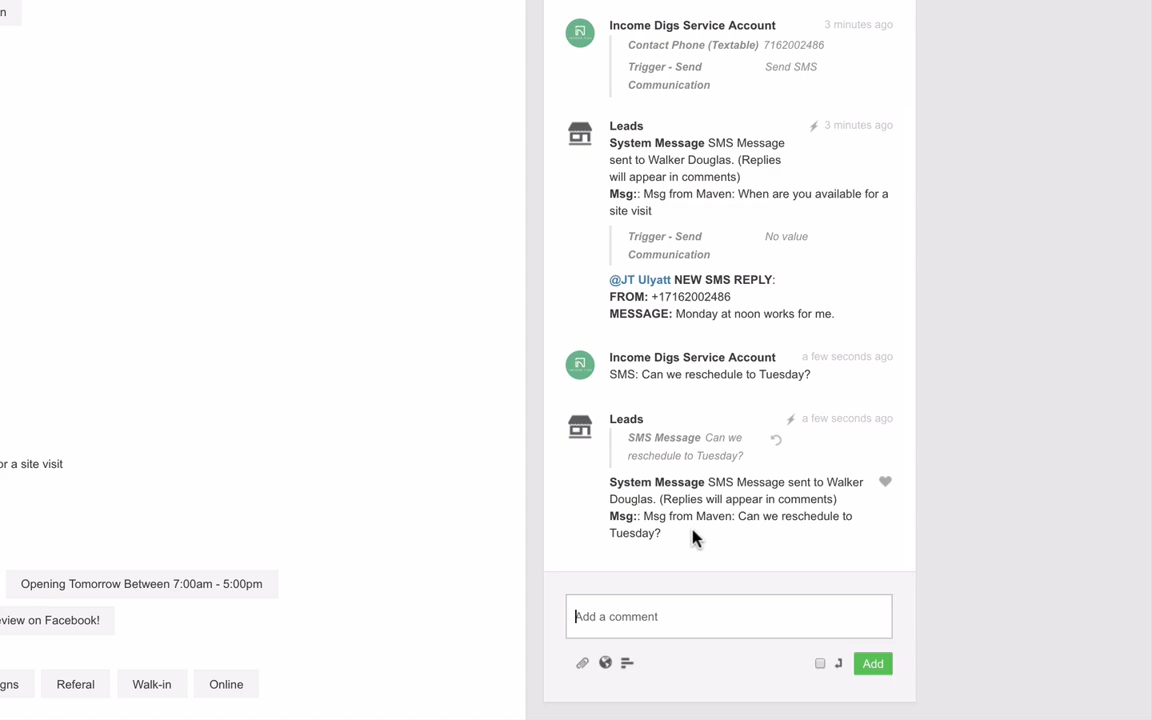 n
or a site visit
Opening Tomorrow Between 7:00am - 5:00pm
eview on Facebook!
gns
Referal
Walk-in
Online
Income Digs Service Account
3 minutes ago
Contact Phone (Textable) 7162002486
Trigger - Send Send SMS
Communication
Leads
3 minutes ago
System Message SMS Message
sent to Walker Douglas. (Replies
will appear in comments)
Msg:: Msg from Maven: When are you available for a
site visit
Trigger - Send No value
Communication
@JT Ulyatt NEW SMS REPLY:
FROM: +17162002486
MESSAGE: Monday at noon works for me.
Income Digs Service Account
a few seconds ago
SMS: Can we reschedule to Tuesday?
Leads
a few seconds ago
SMS Message Can we
reschedule to Tuesday?
System Message SMS Message sent to Walker
Douglas. (Replies will appear in comments)
Msg:: Msg from Maven: Can we reschedule to
Tuesday?
Add a comment
Add